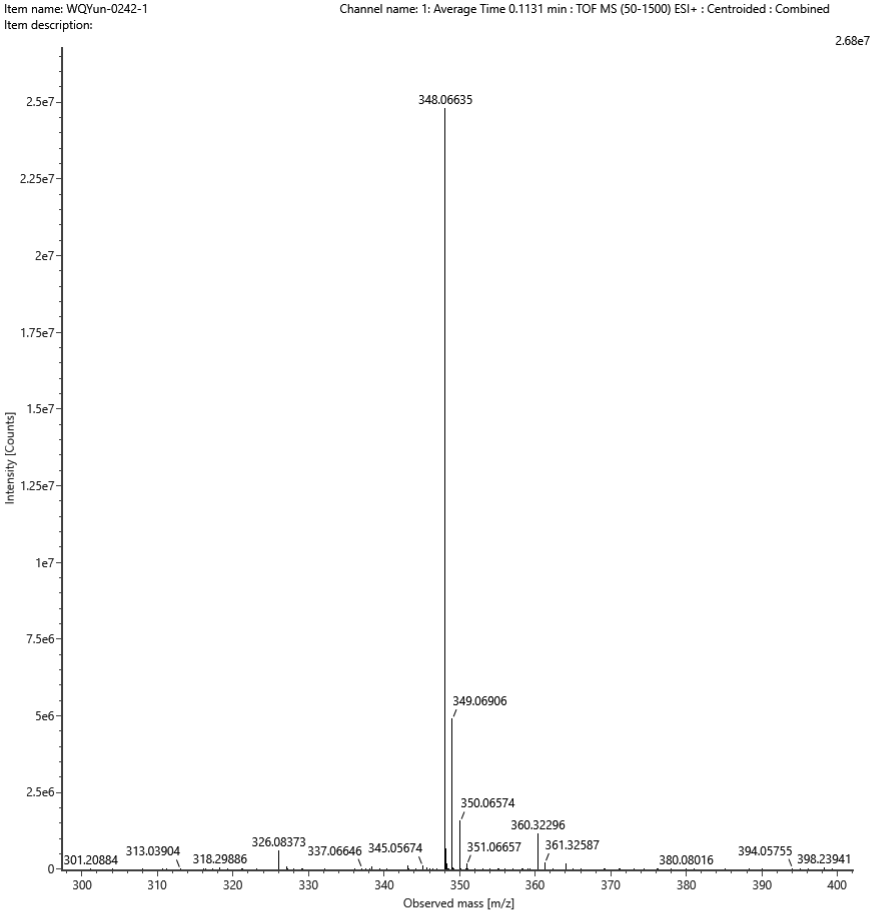 Item name: WQYun-0242-1
Channel name: 1: Average Time 0.1131 min : TOF MS (50-1500) ESI+ : Centroided : Combined
Item description:
2.68e7
348.06635
2.5e7
2.25e7
2e7
1.75e7
1.5e7
Intensity [Counts]
1.25e7
1e7
7.5e6
349.06906
5e6
350.06574
2.5e6
360.32296
326.08373
361.32587
351.06657
345.05674
337.06646
313.03904
394.05755
301.20884
318.29886
380.08016
398.23941
0
300
310
320
330
340
350
360
370
380
390
400
Observed mass [m/z]